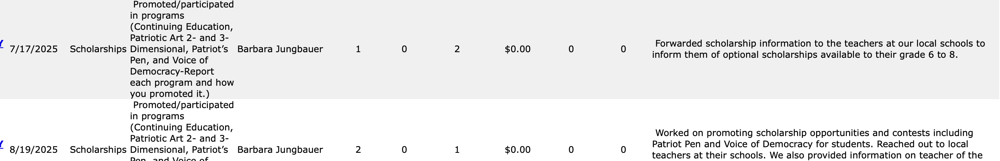 Promoted/participated
in programs
(Continuing Education,
Patriotic Art 2- and 3-
Y 7/17/2025 Scholarships Dimensional, Patriot’s Barbara Jungbauer 1 0 2 $0.00 0 0
Forwarded scholarship information to the teachers at our local schools to
inform them of optional scholarships available to their grade 6 to 8.
Pen, and Voice of
Democracy-Report
each program and how
you promoted it.)
Promoted/participated
in programs
(Continuing Education,
Patriotic Art 2- and 3-
Y 8/19/2025 Scholarships Dimensional, Patriot’s Barbara Jungbauer 2 0 1 $0.00 0 0
Pen, and Voice of
Worked on promoting scholarship opportunities and contests including
Patriot Pen and Voice of Democracy for students. Reached out to local
teachers at their schools. We also provided information on teacher of the